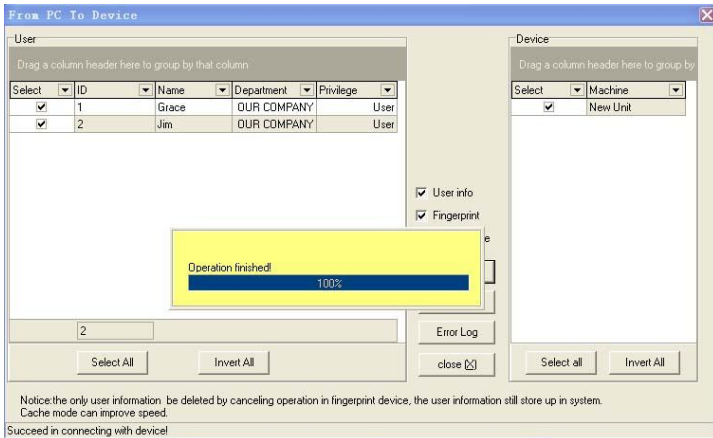 From PC To Device
User
Drag a column header here to group by that column
Select ID Name Department Privilege
1 Grace OUR COMPANY User
2 Jim OUR COMPANY User
2
Select All Invert All
User info
Fingerprint
e
Operation finished!
100%
Error Log
close (X)
Device
Drag a column header here to group by
Select Machine
New Unit
Select all Invert All
Notice:the only user information be deleted by canceling operation in fingerprint device, the user information still store up in system.
Cache mode can improve speed.
Succeed in connecting with device!